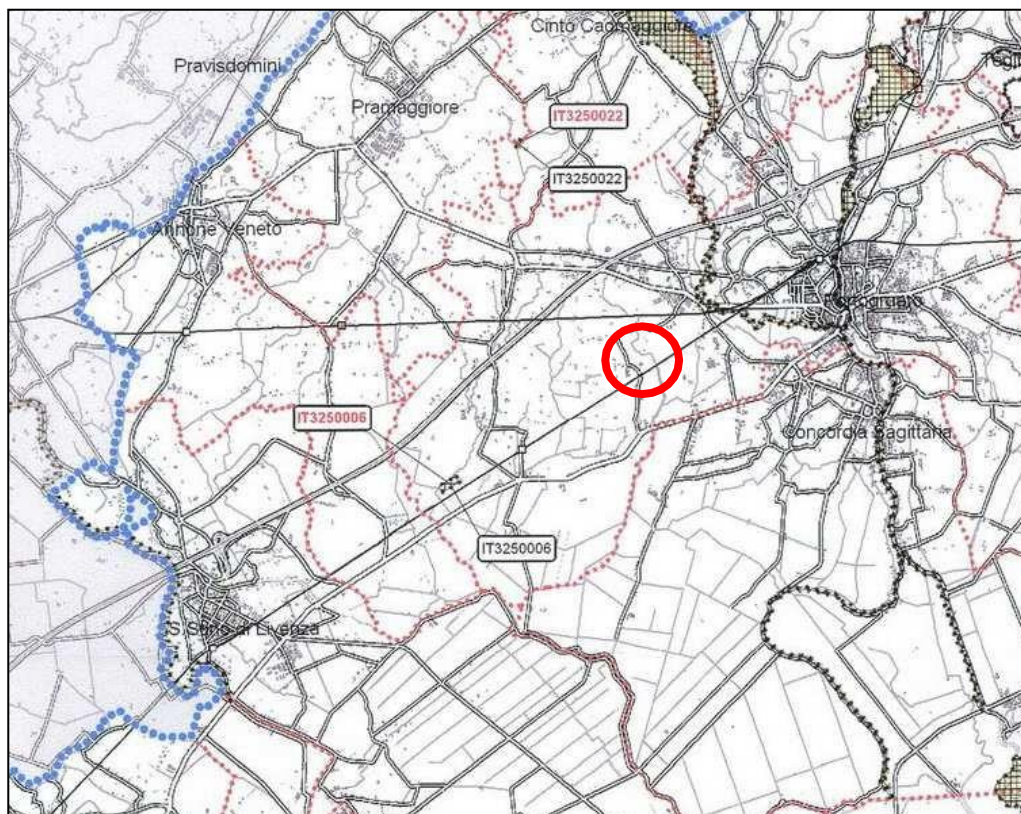 Cinto Caomaggiore
Pravisdomini
Pramaggiore
IT3250022
IT3250022
Annone Veneto
Portogruaro
IT3250006
Concordia Sagittaria
IT3250006
S. Stino di Livenza